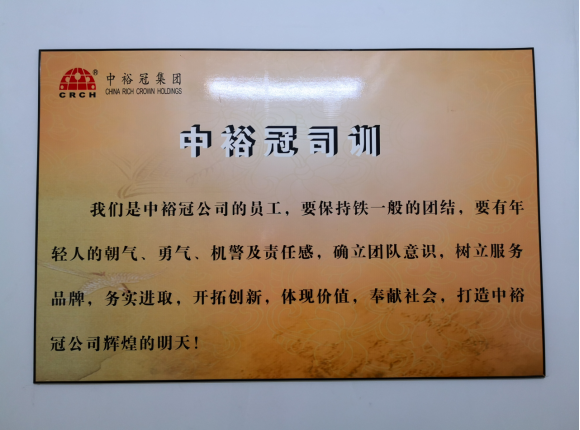 ®
CRCH
中裕冠集团
CHINA RICH CROWN HOLDINGS
中裕冠司训
我们是中裕冠公司的员工，要保持铁一般的团结，要有年
轻人的朝气、勇气、机警及责任感，确立团队意识，树立服务
品牌，务实进取，开拓创新，体现价值，奉献社会，打造中裕
冠公司辉煌的明天！